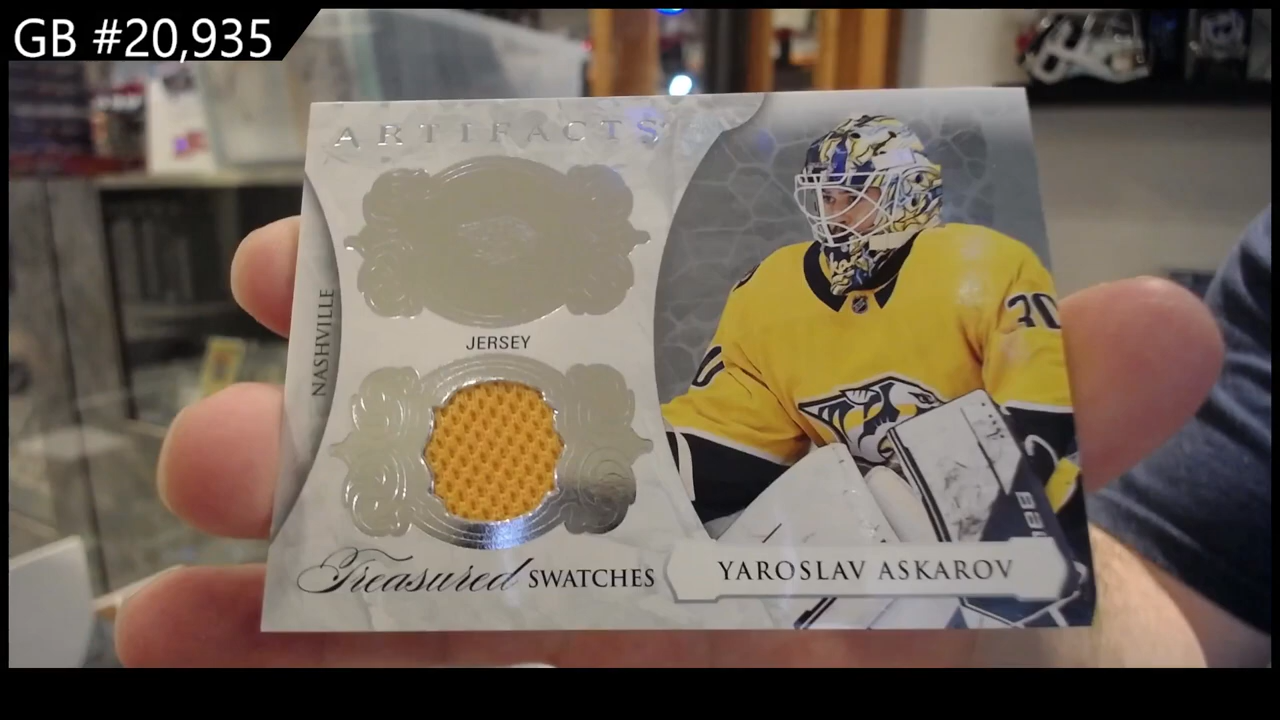 GB #20,935
ARTIFACTS
NASHVILLE
JERSEY
30
Treasured SWATCHES
YAROSLAV ASKAROV